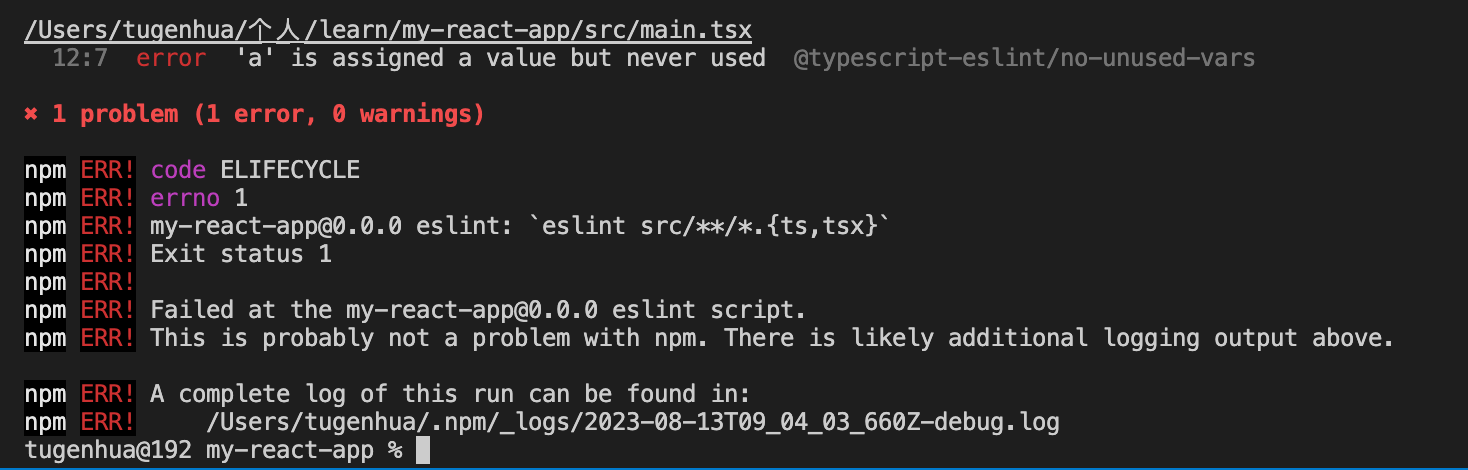 /Users/tugenhua/个人/learn/my-react-app/src/main.tsx
12:7 error 'a' is assigned a value but never used @typescript-eslint/no-unused-vars
✖ 1 problem (1 error, 0 warnings)
npm ERR! code ELIFECYCLE
npm ERR! errno 1
npm ERR! my-react-app@0.0.0 eslint: `eslint src/**/*.{ts,tsx}`
npm ERR! Exit status 1
npm ERR!
npm ERR! Failed at the my-react-app@0.0.0 eslint script.
npm ERR! This is probably not a problem with npm. There is likely additional logging output above.
npm ERR! A complete log of this run can be found in:
npm ERR! /Users/tugenhua/.npm/_logs/2023-08-13T09_04_03_660Z-debug.log
tugenhua@192 my-react-app %